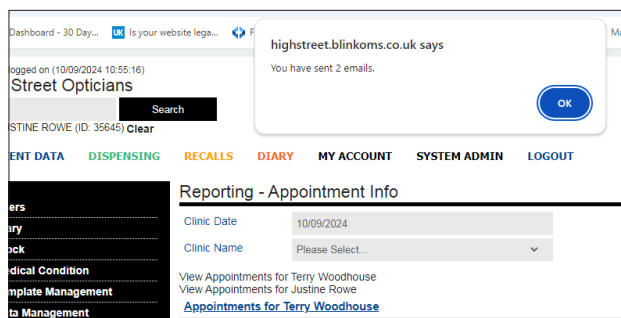 Dashboard - 30 Day...
UK Is your website lega...
highstreet.blinkoms.co.uk says
You have sent 2 emails.
OK
logged on (10/09/2024 10:55:16)
Street Opticians
Search
STINE ROWE (ID: 35645) Clear
ENT DATA DISPENSING RECALLS DIARY MY ACCOUNT SYSTEM ADMIN LOGOUT
Reporting - Appointment Info
ers
ary
ock
edical Condition
mplate Management
ta Management
Clinic Date 10/09/2024
Clinic Name Please Select...
View Appointments for Terry Woodhouse
View Appointments for Justine Rowe
Appointments for Terry Woodhouse